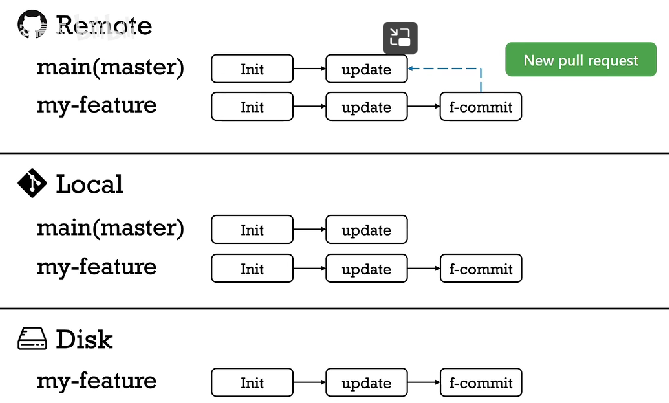 Remote
New pull request
main(master) Init update
my-feature Init update f-commit
Local
main(master) Init update
my-feature Init update f-commit
Disk
my-feature Init update f-commit